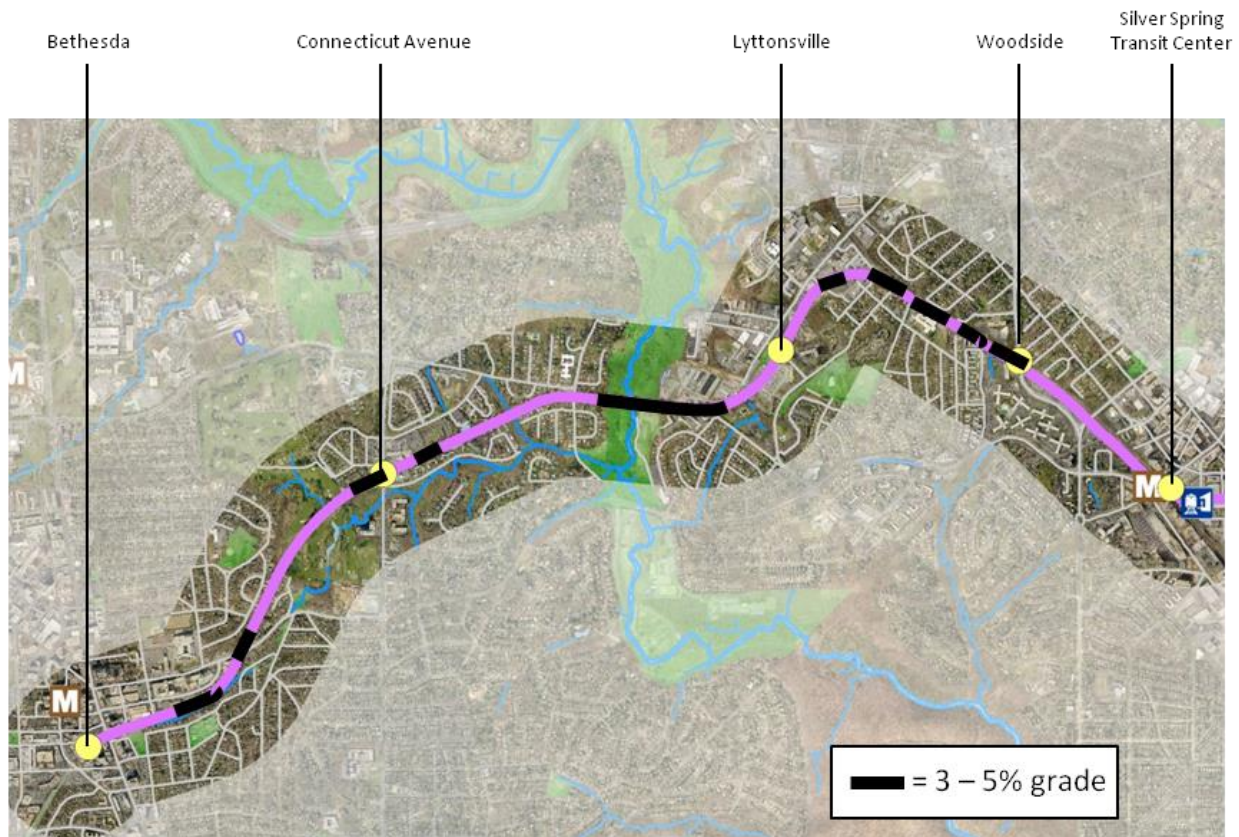 Bethesda
Connecticut Avenue
Lyttonsville
Woodside
Silver Spring
Transit Center
M
M
M
= 3 – 5% grade